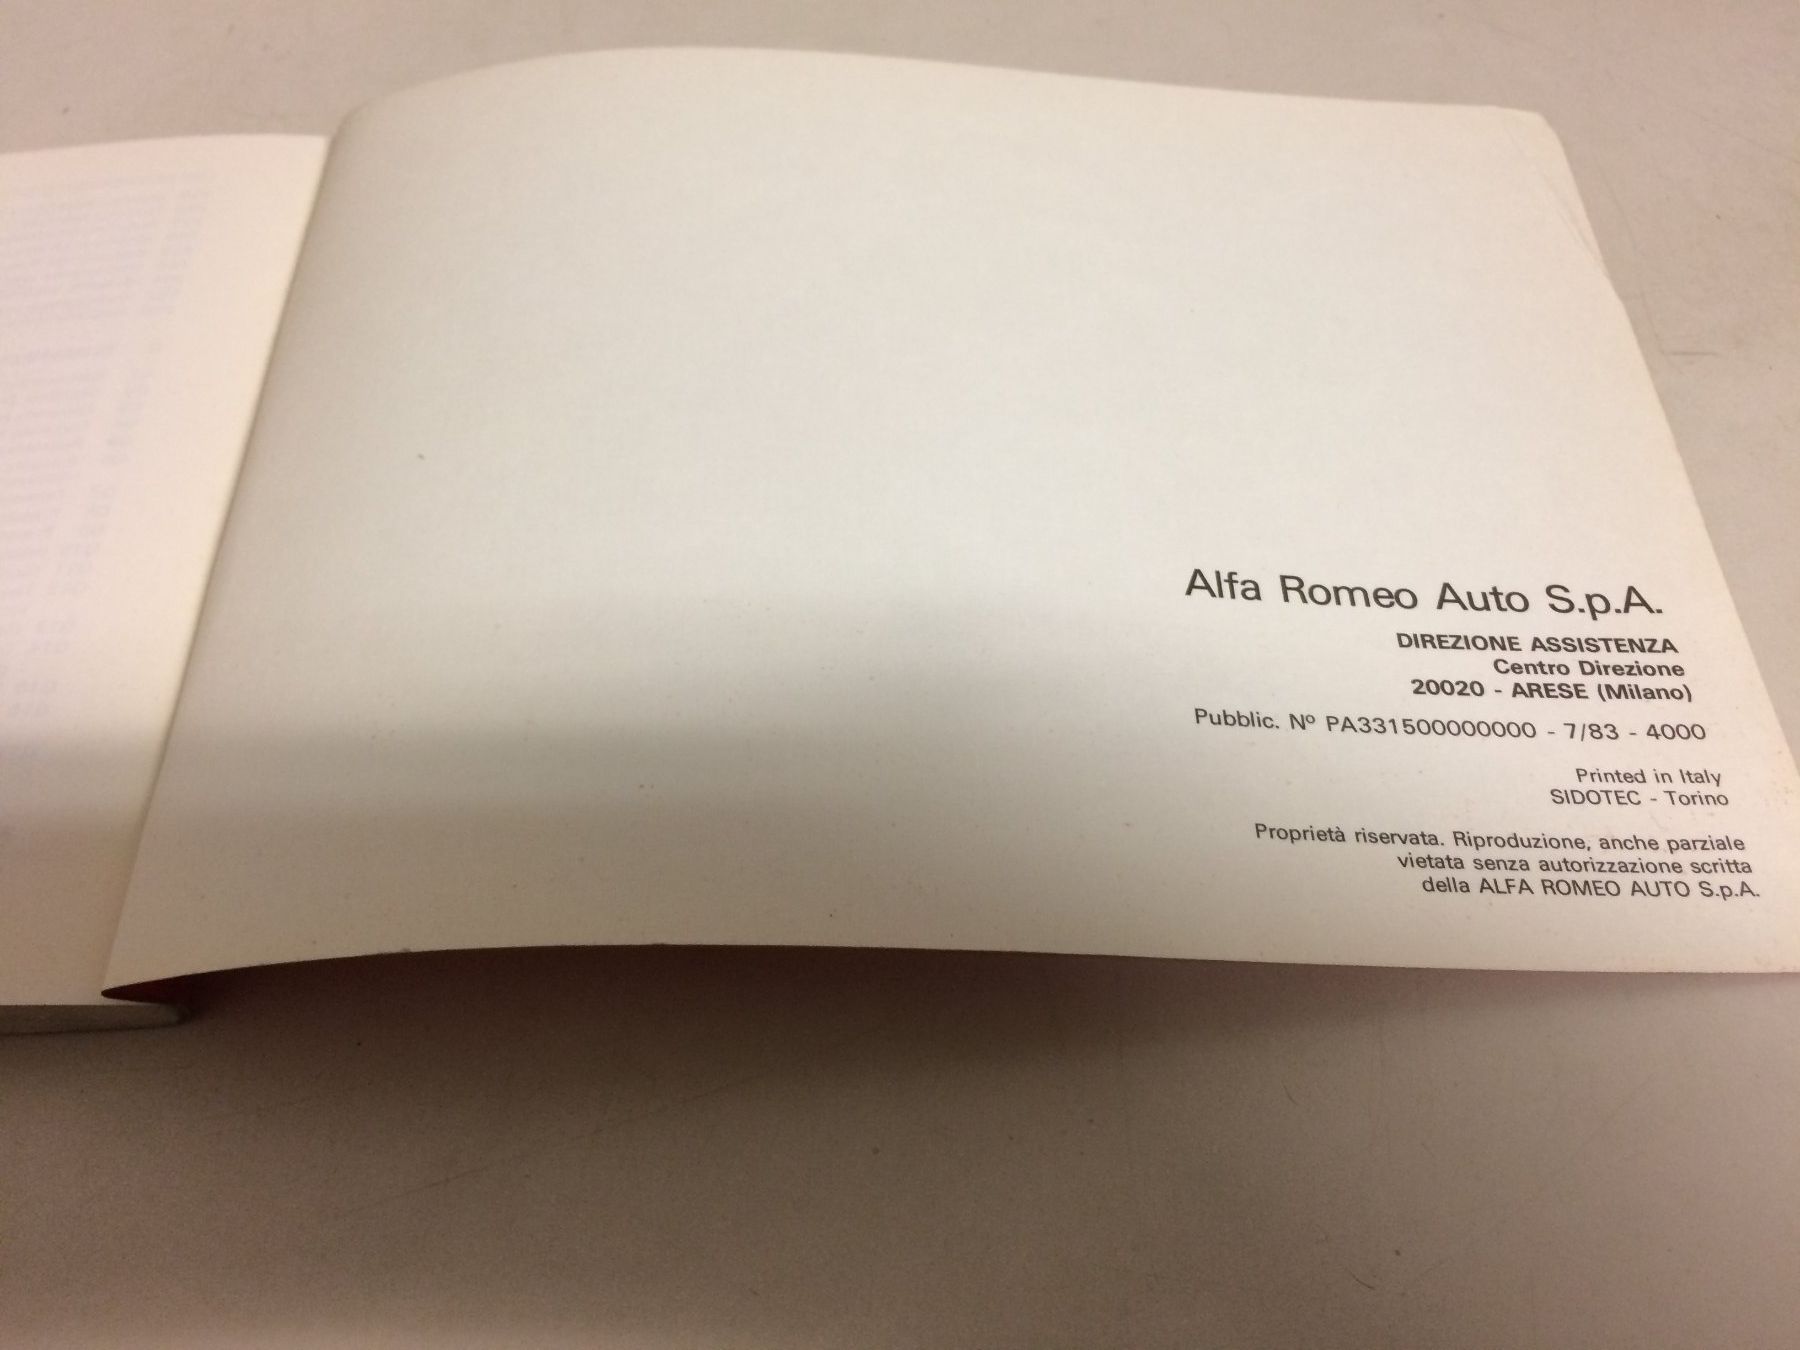 Alfa Romeo Auto S.p.A.
DIREZIONE ASSISTENZA
Centro Direzione
20020 - ARESE (Milano)
Pubblic. Nº PA331500000000 - 7/83 - 4000
Printed in Italy
SIDOTEC - Torino
Proprietà riservata. Riproduzione, anche parziale
vietata senza autorizzazione scritta
della ALFA ROMEO AUTO S.p.A.